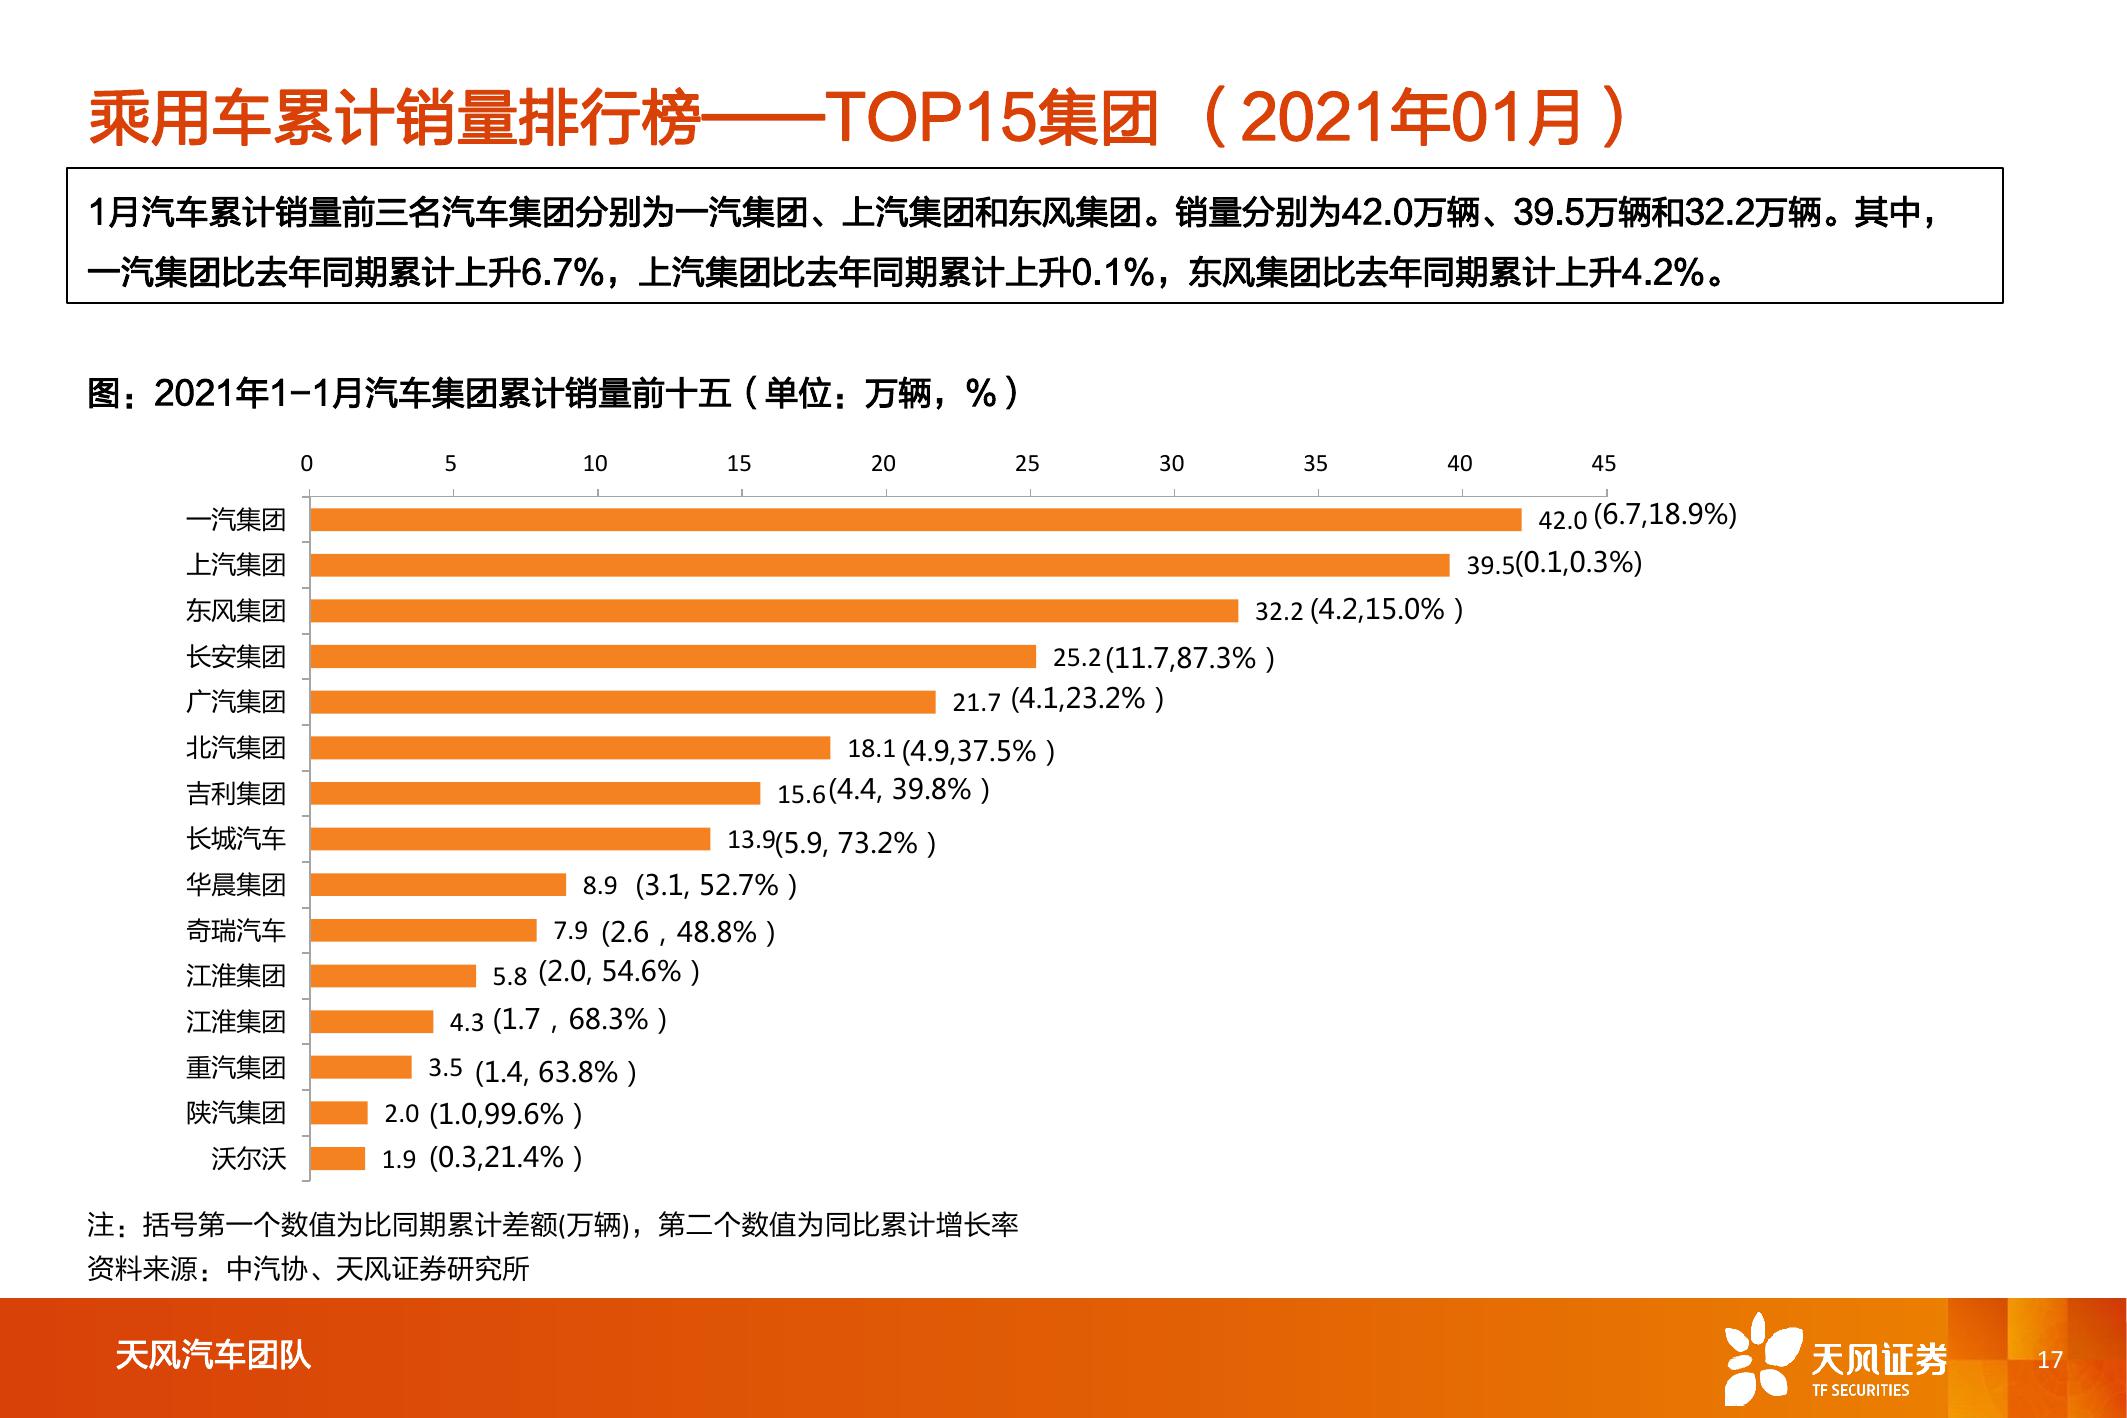 乘用车累计销量排行榜——TOP15集团（2021年01月）
1月汽车累计销量前三名汽车集团分别为一汽集团、上汽集团和东风集团。销量分别为42.0万辆、39.5万辆和32.2万辆。其中，
一汽集团比去年同期累计上升6.7%，上汽集团比去年同期累计上升0.1%，东风集团比去年同期累计上升4.2%。
图：2021年1-1月汽车集团累计销量前十五（单位：万辆，%）
0 5 10 15 20 25 30 35 40 45
一汽集团 42.0 (6.7,18.9%)
上汽集团 39.5(0.1,0.3%)
东风集团 32.2 (4.2,15.0%）
长安集团 25.2 (11.7,87.3%）
广汽集团 21.7 (4.1,23.2%）
北汽集团 18.1 (4.9,37.5%）
吉利集团 15.6 (4.4, 39.8%）
长城汽车 13.9(5.9, 73.2%）
华晨集团 8.9 (3.1, 52.7%）
奇瑞汽车 7.9 (2.6，48.8%）
江淮集团 5.8 (2.0, 54.6%）
江淮集团 4.3 (1.7，68.3%）
重汽集团 3.5 (1.4, 63.8%）
陕汽集团 2.0 (1.0,99.6%）
沃尔沃 1.9 (0.3,21.4%）
注：括号第一个数值为比同期累计差额(万辆)，第二个数值为同比累计增长率
资料来源：中汽协、天风证券研究所
天风汽车团队
天风证券
TF SECURITIES
17